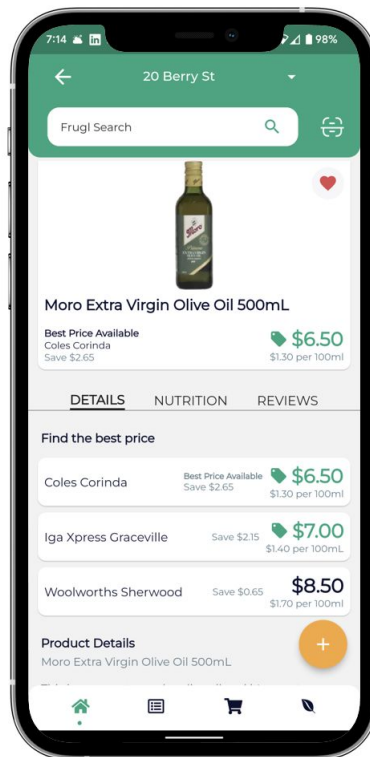 7:14
98%
20 Berry St
Frugl Search
Moro
Moro Extra Virgin Olive Oil 500mL
Best Price Available
Coles Corinda
Save $2.65
$6.50
$1.30 per 100ml
DETAILS NUTRITION REVIEWS
Find the best price
Coles Corinda
Best Price Available
Save $2.65
$6.50
$1.30 per 100ml
Iga Xpress Graceville
Save $2.15
$7.00
$1.40 per 100mL
Woolworths Sherwood
Save $0.65
$8.50
$1.70 per 100ml
Product Details
Moro Extra Virgin Olive Oil 500mL